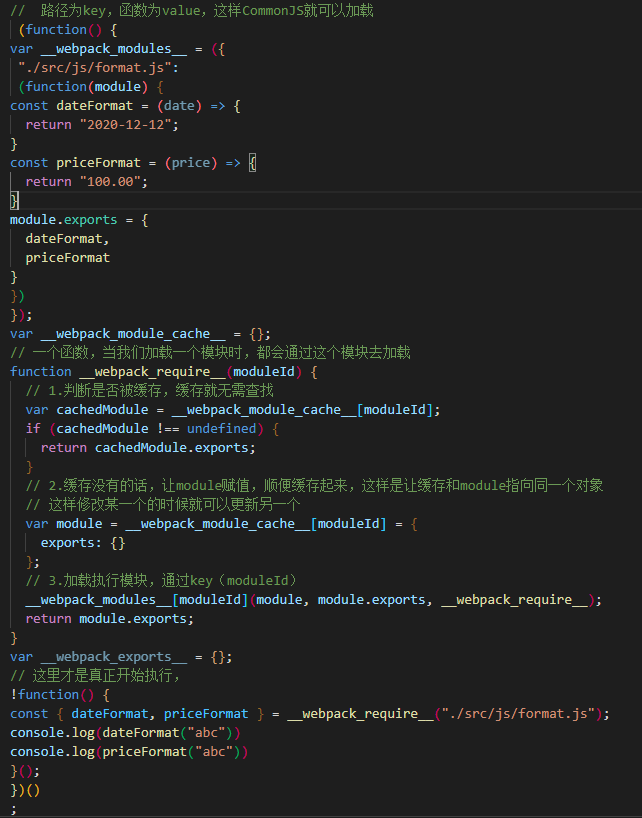 //  路径为key，函数为value，这样CommonJS就可以加载
(function() {
var __webpack_modules__ = ({
"./src/js/format.js":
(function(module) {
const dateFormat = (date) => {
return "2020-12-12";
}
const priceFormat = (price) => {
return "100.00";
}
module.exports = {
dateFormat,
priceFormat
}
})
});
var __webpack_module_cache__ = {};
// 一个函数，当我们加载一个模块时，都会通过这个模块去加载
function __webpack_require__(moduleId) {
// 1.判断是否被缓存，缓存就无需查找
var cachedModule = __webpack_module_cache__[moduleId];
if (cachedModule !== undefined) {
return cachedModule.exports;
}
// 2.缓存没有的话，让module赋值，顺便缓存起来，这样是让缓存和module指向同一个对象
// 这样修改某一个的时候就可以更新另一个
var module = __webpack_module_cache__[moduleId] = {
exports: {}
};
// 3.加载执行模块，通过key（moduleId）
__webpack_modules__[moduleId](module, module.exports, __webpack_require__);
return module.exports;
}
var __webpack_exports__ = {};
// 这里才是真正开始执行，
!function() {
const { dateFormat, priceFormat } = __webpack_require__("./src/js/format.js");
console.log(dateFormat("abc"))
console.log(priceFormat("abc"))
}();
})()
;